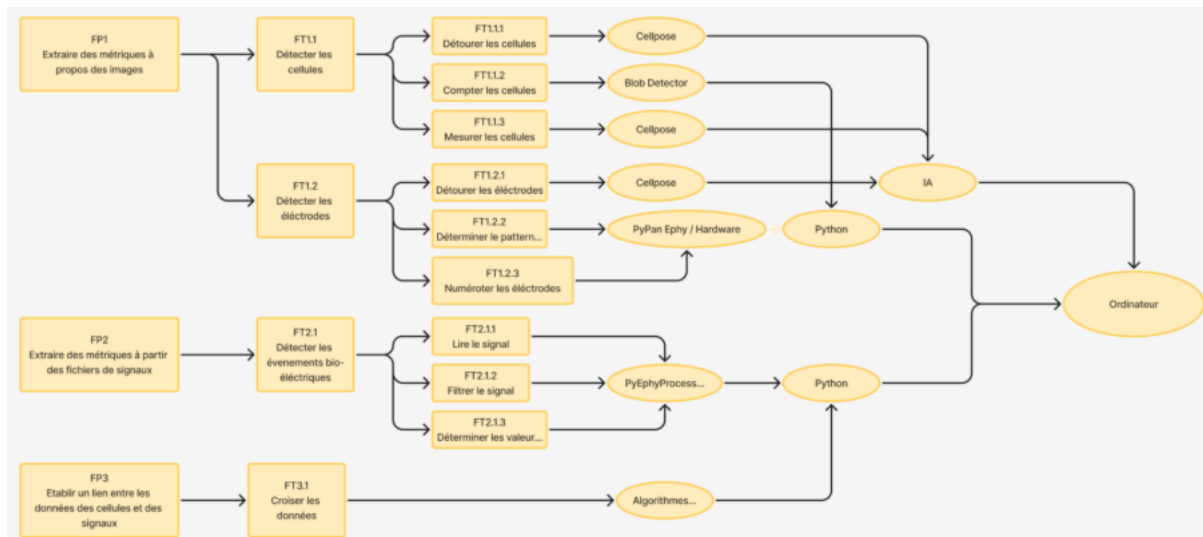 FP1
Extraire des métriques à
propos des images
FT1.1
Détecter les
cellules
FT1.1.1
Détourer les cellules
Cellpose
FT1.1.2
Compter les cellules
Blob Detector
FT1.1.3
Mesurer les cellules
Cellpose
FT1.2
Détecter les
éléctrodes
FT1.2.1
Détourer les éléctrodes
Cellpose
IA
FT1.2.2
Déterminer le pattern...
PyPan Ephy / Hardware
Python
FT1.2.3
Numéroter les éléctrodes
Ordinateur
FP2
Extraire des métriques à partir
des fichiers de signaux
FT2.1
Détecter les
évenements bio-
éléctriques
FT2.1.1
Lire le signal
FT2.1.2
Filtrer le signal
PyEphyProcess...
Python
FT2.1.3
Déterminer les valeur...
FP3
Etablir un lien entre les
données des cellules et des
signaux
FT3.1
Croiser les
données
Algorithmes...